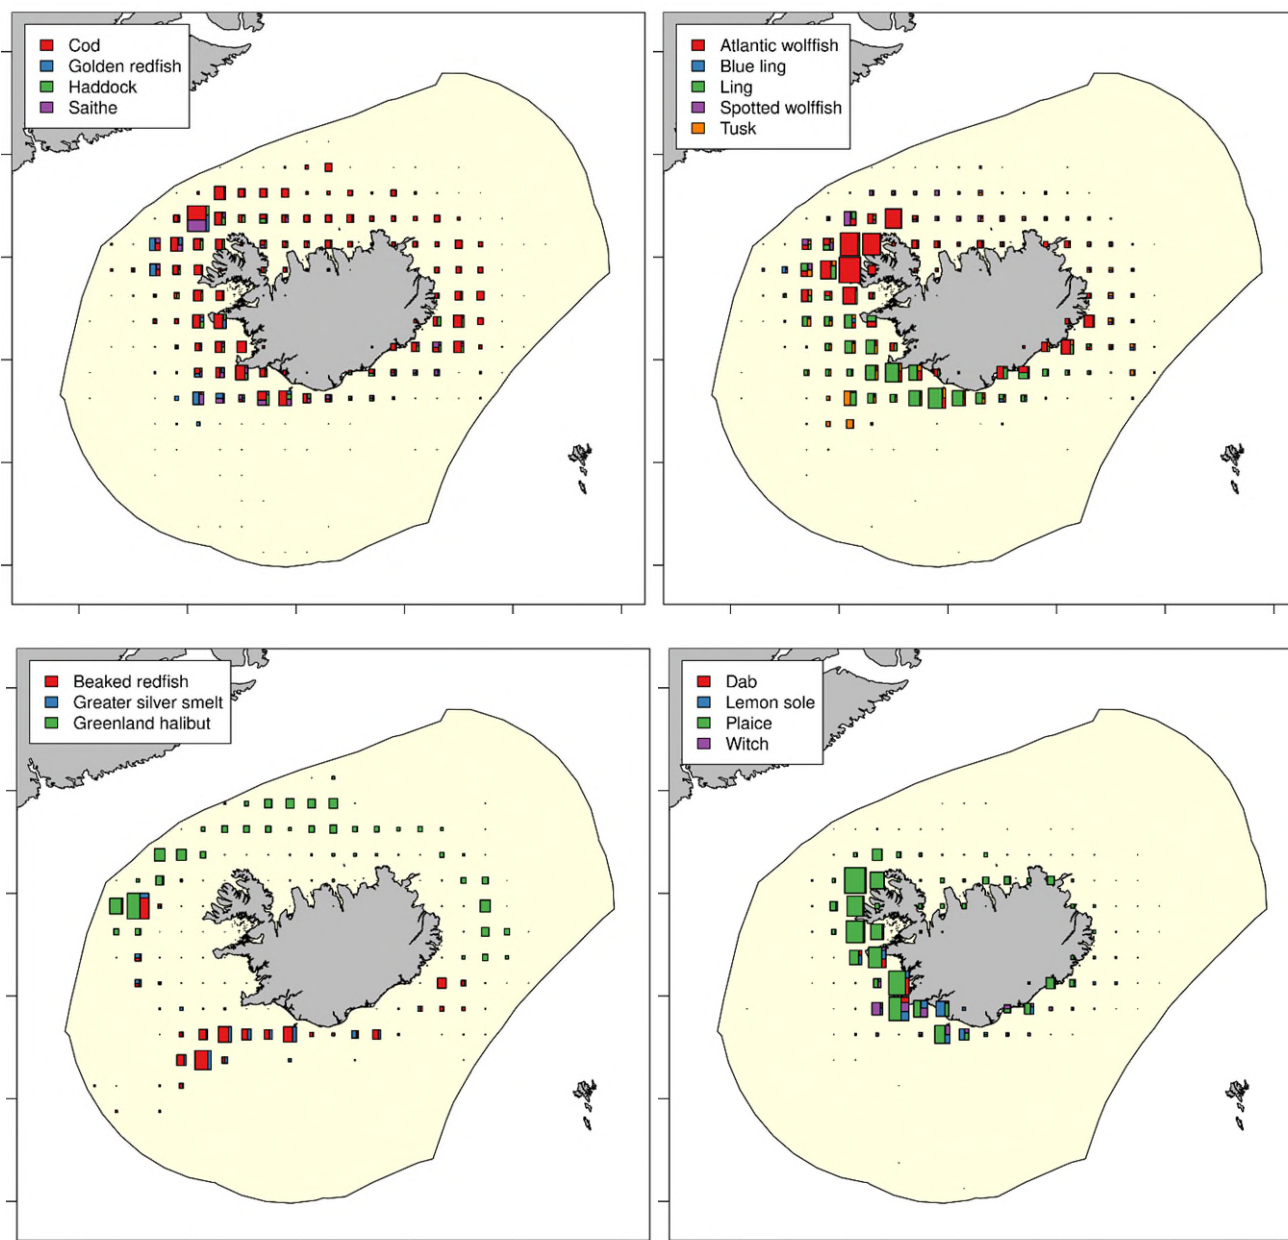 Cod
Golden redfish
Haddock
Saithe
Atlantic wolffish
Blue ling
Ling
Spotted wolffish
Tusk
Beaked redfish
Greater silver smelt
Greenland halibut
Dab
Lemon sole
Plaice
Witch